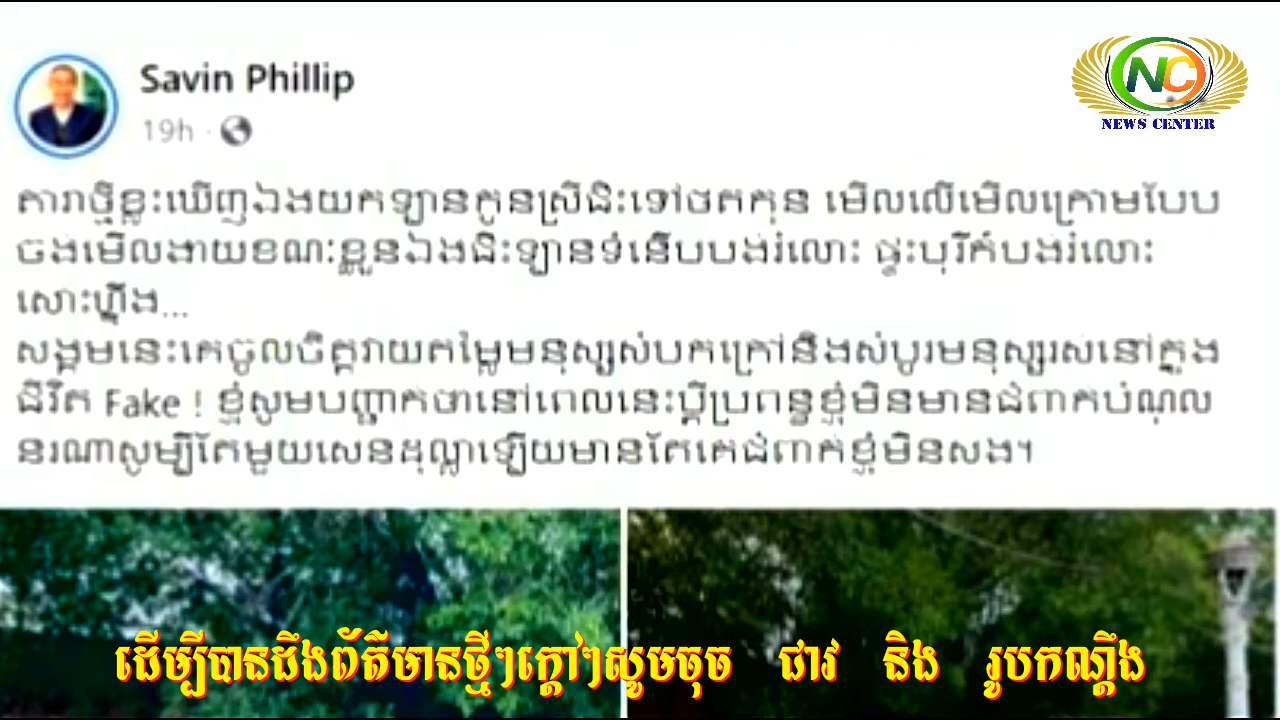 Savin Phillip
19h ·
NC
NEWS CENTER
តារាថ្មីខ្លះឃើញឯងយកឡានកូនស្រីជិះទៅថតកុន មើលលើមើលក្រោមបែប
ចង់មើលងាយខណៈខ្លួនឯងជិះឡានទំនើបបង់រំលោះ ផ្ទះបុរីក៏បង់រំលោះ
សោះហ្នឹង...
សង្គមនេះគេចូលចិត្តវាយតម្លៃមនុស្សសំបកក្រៅនឹងសំបូរមនុស្សរស់នៅក្នុង
ជីវិត Fake ! ខ្ញុំសូមបញ្ជាក់ថានៅពេលនេះប្តីប្រពន្ធខ្ញុំមិនមានជំពាក់បំណុល
នរណាសូម្បីតែមួយសេនដុល្លាឡើយមានតែគេជំពាក់ខ្ញុំមិនសង។
ដើម្បីបានដឹងព័ត៌មានថ្មីៗក្តៅៗសូមចុច ជាវ និង រូបកណ្តឹង